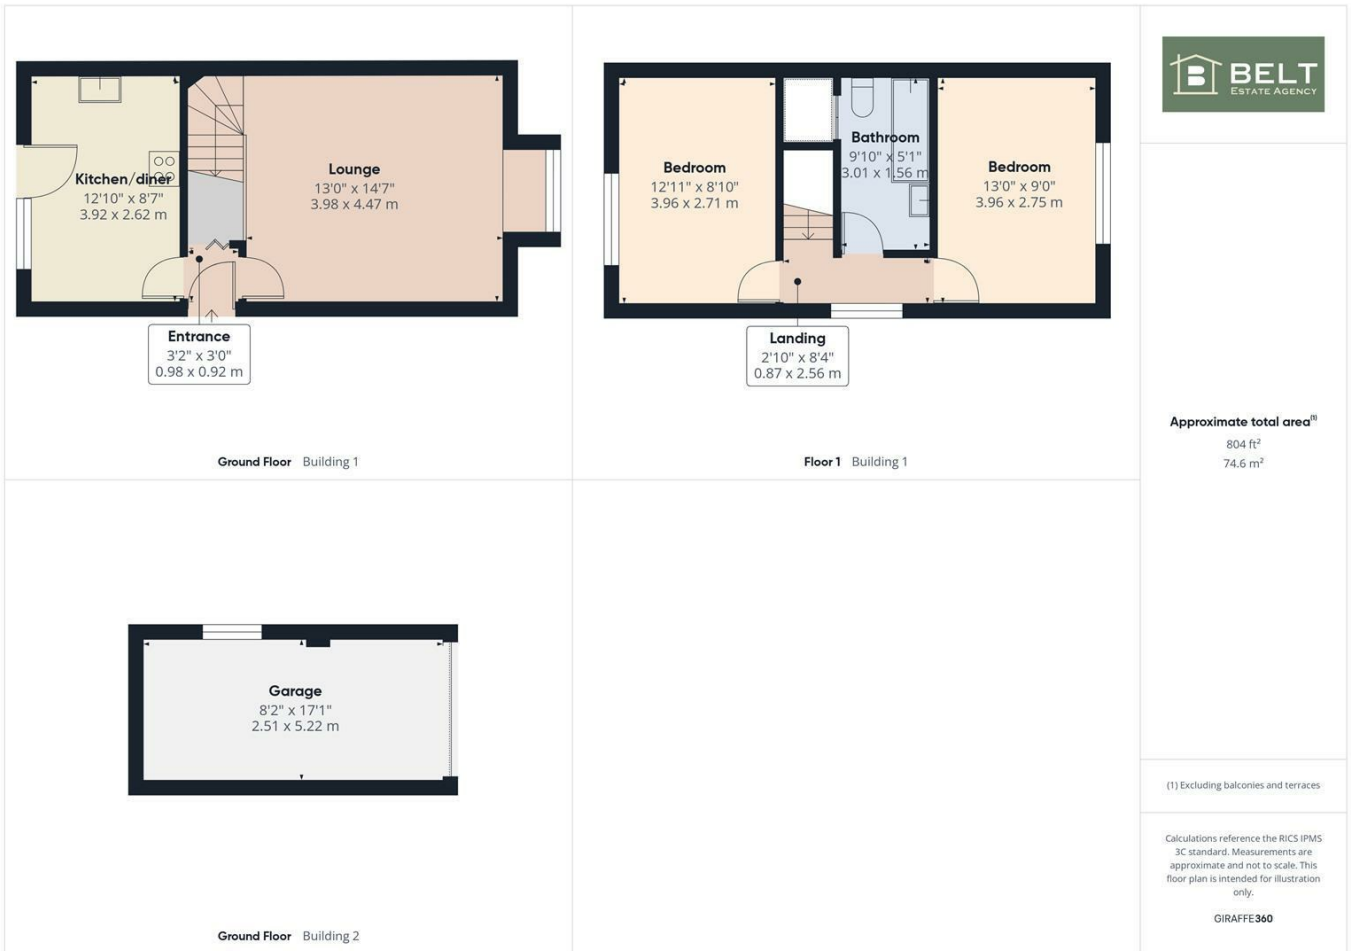 Kitchen/diner
12'10" x 8'7"
3.92 x 2.62 m
Lounge
13'0" x 14'7"
3.98 x 4.47 m
Entrance
3'2" x 3'0"
0.98 x 0.92 m
Ground Floor Building 1
Bedroom
12'11" x 8'10"
3.96 x 2.71 m
Bathroom
9'10" x 5'1"
3.01 x 1.56 m
Bedroom
13'0" x 9'0"
3.96 x 2.75 m
Landing
2'10" x 8'4"
0.87 x 2.56 m
Floor 1 Building 1
Garage
8'2" x 17'1"
2.51 x 5.22 m
Ground Floor Building 2
B BELT
ESTATE AGENCY
Approximate total area(1)
804 ft²
74.6 m²
(1) Excluding balconies and terraces
Calculations reference the RICS IPMS
3C standard. Measurements are
approximate and not to scale. This
floor plan is intended for illustration
only.
GIRAFFE360